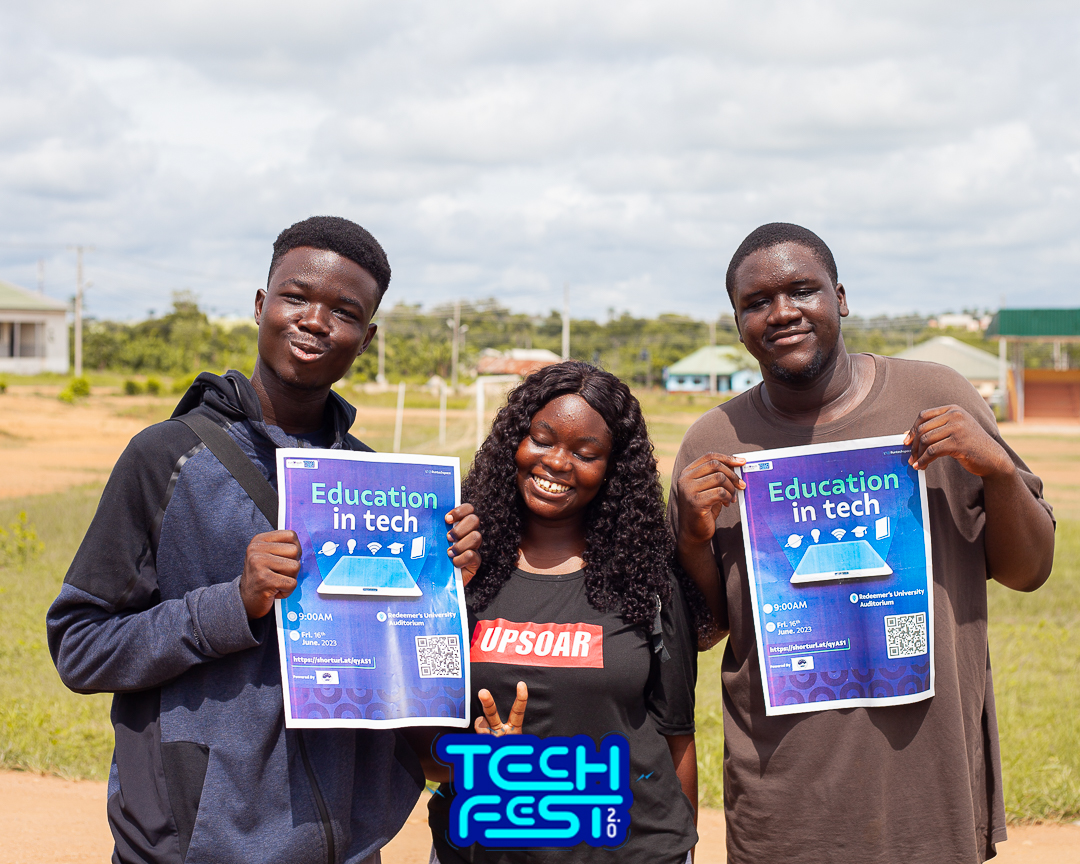 Education
in tech
9:00AM
Fri. 16th
June. 2023
Redeemer's University
Auditorium
https://shorturl.at/qyA51
Powered By
UPSOAR
Education
in tech
9:00AM
Fri. 16th
June. 2023
Redeemer's University
Auditorium
https://shorturl.at/qyA51
Powered By
TECH
FEST 2.0